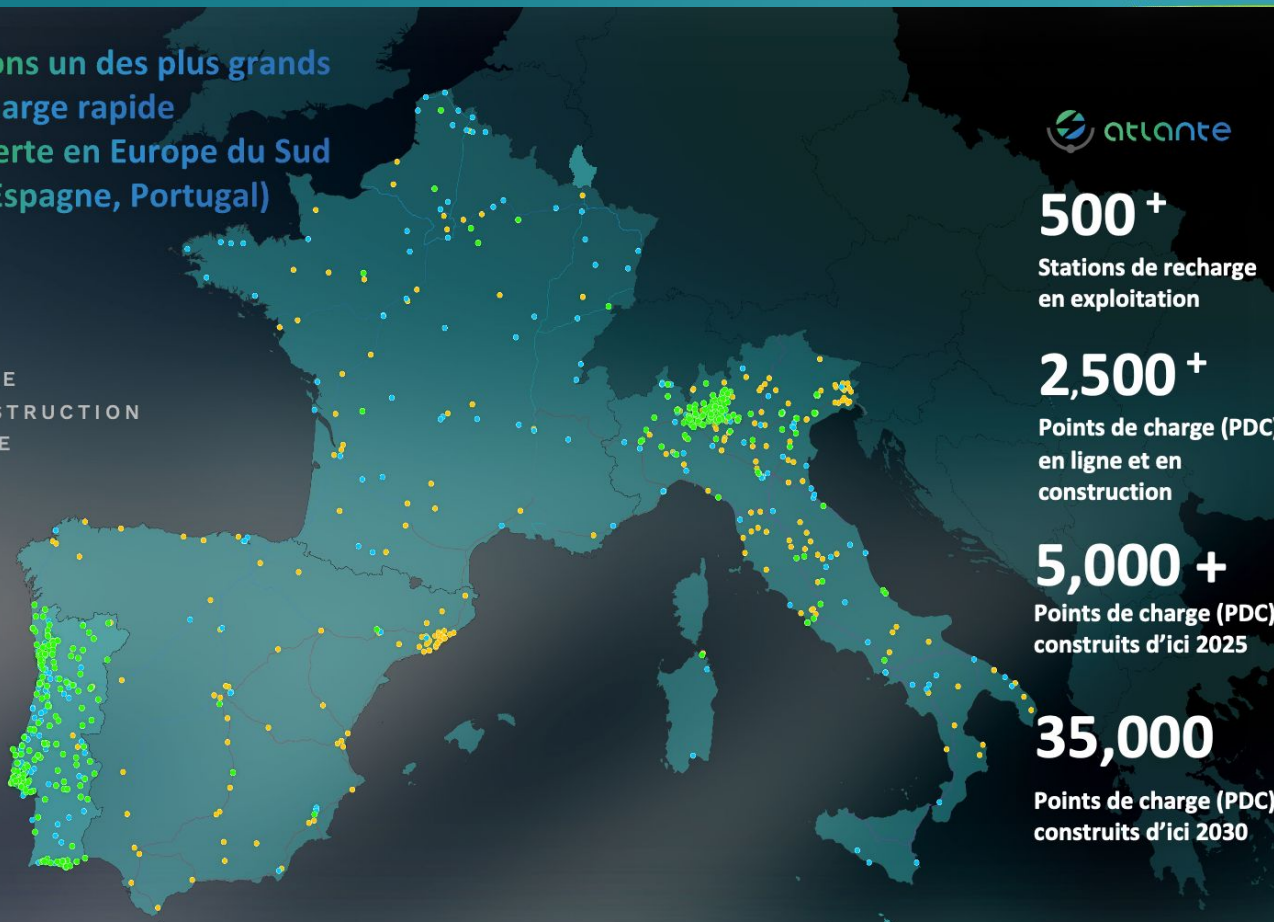 ons un des plus grands
arge rapide
erte en Europe du Sud
Espagne, Portugal)
E
STRUCTION
E
atlante
500 +
Stations de recharge
en exploitation
2,500 +
Points de charge (PDC)
en ligne et en
construction
5,000 +
Points de charge (PDC)
construits d'ici 2025
35,000
Points de charge (PDC)
construits d'ici 2030